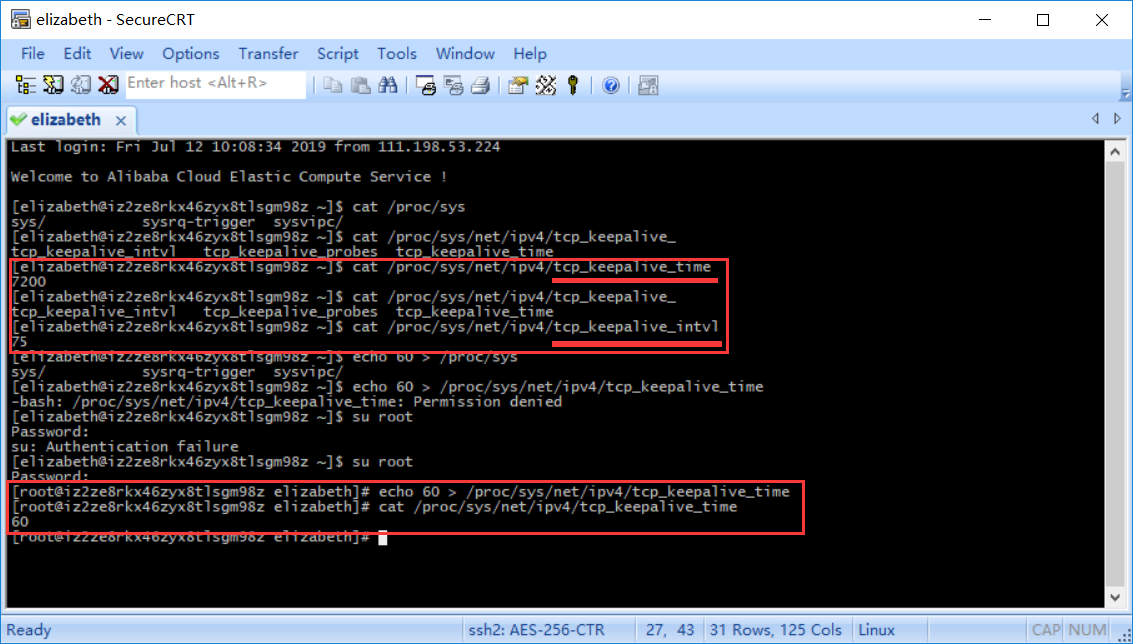 elizabeth - SecureCRT
File Edit View Options Transfer Script Tools Window Help
Enter host <Alt+R>
elizabeth
Last login: Fri Jul 12 10:08:34 2019 from 111.198.53.224
Welcome to Alibaba Cloud Elastic Compute Service !
[elizabeth@iz2ze8rkx46zyx8tlsgm98z ~]$ cat /proc/sys
sys/ sysrq-trigger sysvipc/
[elizabeth@iz2ze8rkx46zyx8tlsgm98z ~]$ cat /proc/sys/net/ipv4/tcp_keepalive_
tcp_keepalive_intvl tcp_keepalive_probes tcp_keepalive_time
[elizabeth@iz2ze8rkx46zyx8tlsgm98z ~]$ cat /proc/sys/net/ipv4/tcp_keepalive_time
7200
[elizabeth@iz2ze8rkx46zyx8tlsgm98z ~]$ cat /proc/sys/net/ipv4/tcp_keepalive_
tcp_keepalive_intvl tcp_keepalive_probes tcp_keepalive_time
[elizabeth@iz2ze8rkx46zyx8tlsgm98z ~]$ cat /proc/sys/net/ipv4/tcp_keepalive_intvl
75
[elizabeth@iz2ze8rkx46zyx8tlsgm98z ~]$ echo 60 > /proc/sys
sys/ sysrq-trigger sysvipc/
[elizabeth@iz2ze8rkx46zyx8tlsgm98z ~]$ echo 60 > /proc/sys/net/ipv4/tcp_keepalive_time
-bash: /proc/sys/net/ipv4/tcp_keepalive_time: Permission denied
[elizabeth@iz2ze8rkx46zyx8tlsgm98z ~]$ su root
Password:
su: Authentication failure
[elizabeth@iz2ze8rkx46zyx8tlsgm98z ~]$ su root
Password:
[root@iz2ze8rkx46zyx8tlsgm98z elizabeth]# echo 60 > /proc/sys/net/ipv4/tcp_keepalive_time
[root@iz2ze8rkx46zyx8tlsgm98z elizabeth]# cat /proc/sys/net/ipv4/tcp_keepalive_time
60
[root@iz2ze8rkx46zyx8tlsgm98z elizabeth]#
Ready ssh2: AES-256-CTR 27, 43 31 Rows, 125 Cols Linux CAP NUM